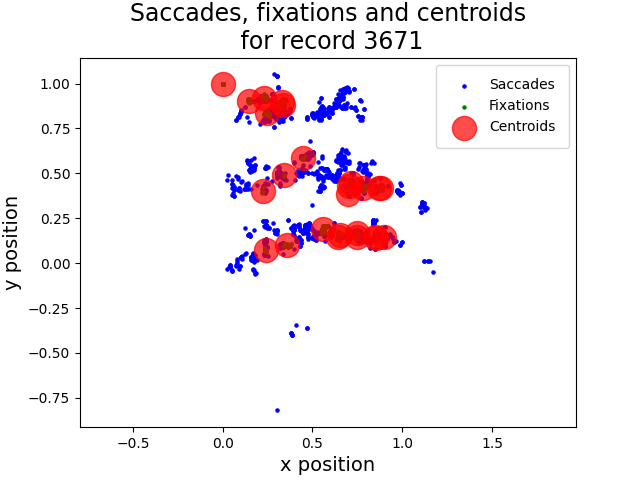 Saccades, fixations and centroids
for record 3671
Saccades
Fixations
Centroids
1.00
0.75
0.50
0.25
0.00
−0.25
−0.50
−0.75
y position
−0.5
0.0
0.5
1.0
1.5
x position